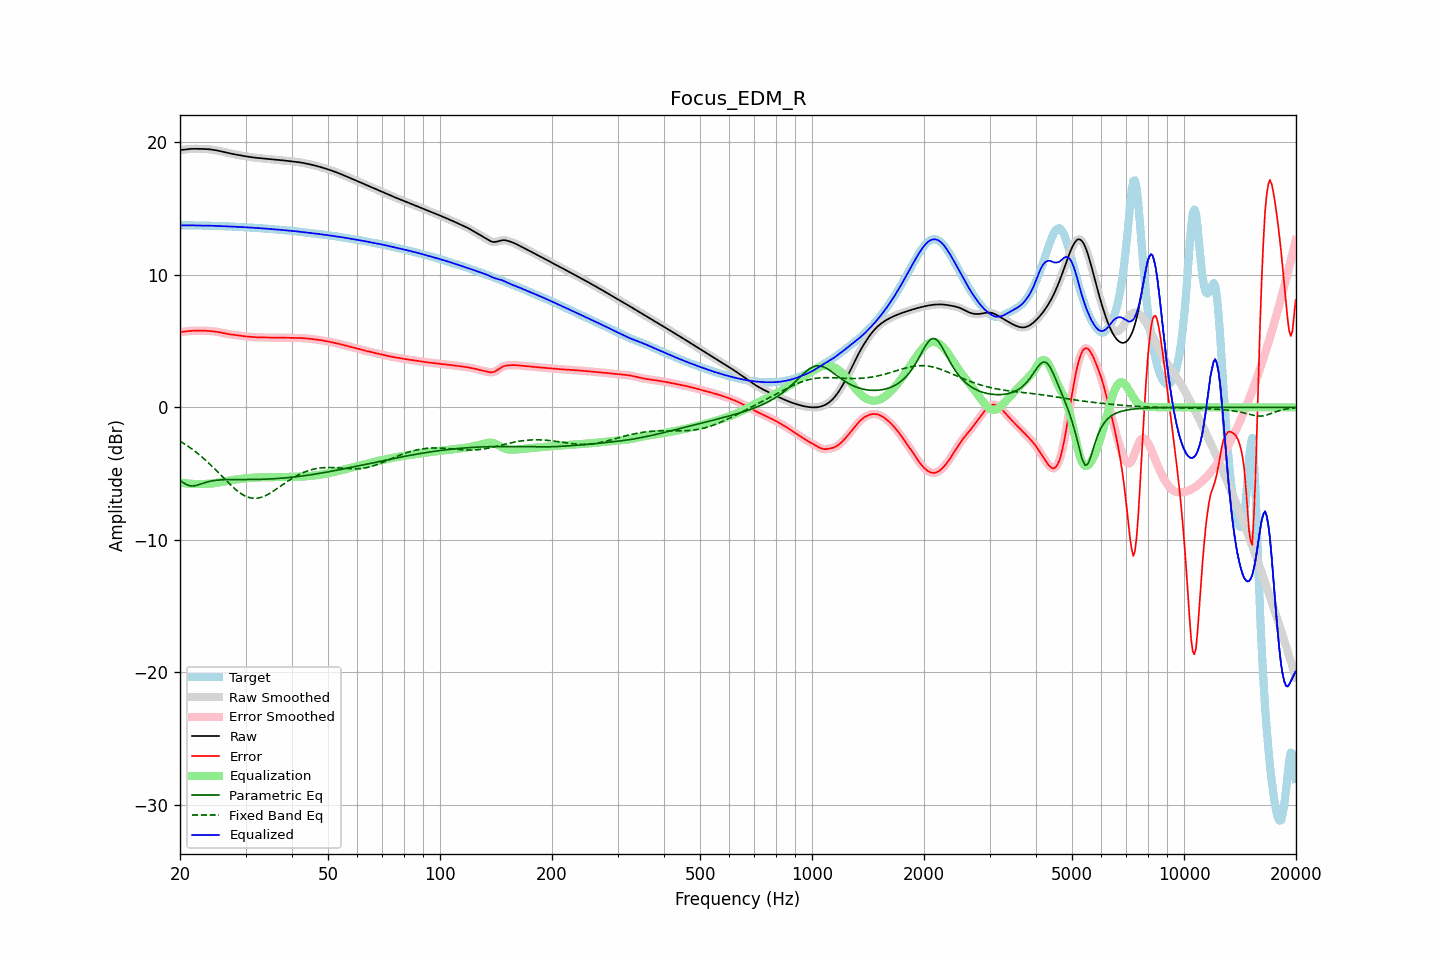 Focus_EDM_R
Amplitude (dBr)
20
10
0
−10
−20
−30
Target
Raw Smoothed
Error Smoothed
Raw
Error
Equalization
Parametric Eq
Fixed Band Eq
Equalized
20 50 100 200 500 1000 2000 5000 10000 20000
Frequency (Hz)